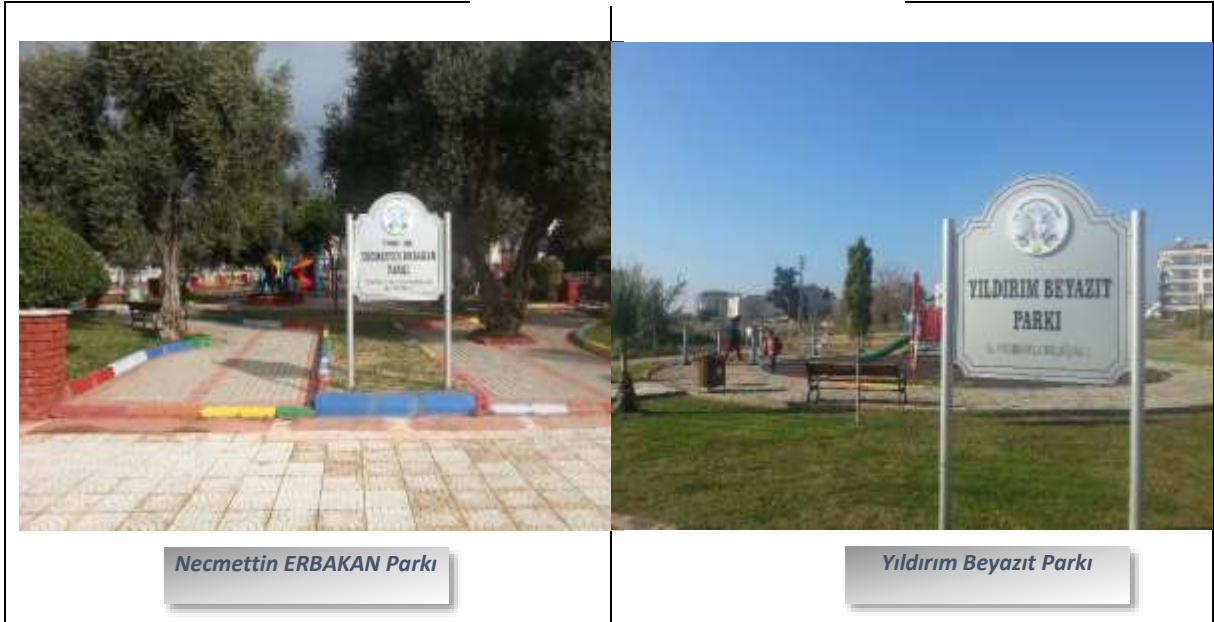 NECMETTİN ERBAKAN
PARKI
YILDIRIM BEYAZIT
PARKI
Necmettin ERBAKAN Parkı
Yıldırım Beyazıt Parkı